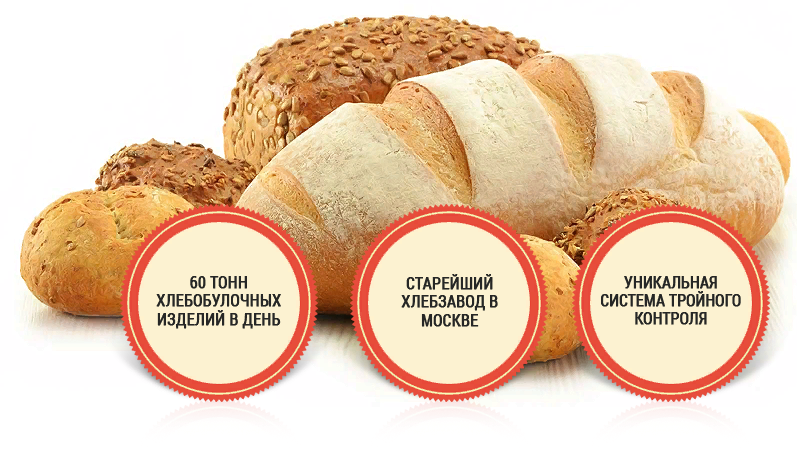 60 ТОНН
ХЛЕБОБУЛОЧНЫХ
ИЗДЕЛИЙ В ДЕНЬ
СТАРЕЙШИЙ
ХЛЕБЗАВОД В
МОСКВЕ
УНИКАЛЬНАЯ
СИСТЕМА ТРОЙНОГО
КОНТРОЛЯ